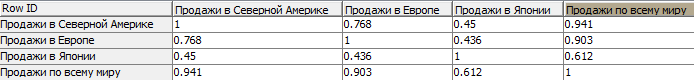 Row ID Продажи в Северной Америке Продажи в Европе Продажи в Японии Продажи по всему миру
Продажи в Северной Америке 1 0.768 0.45 0.941
Продажи в Европе 0.768 1 0.436 0.903
Продажи в Японии 0.45 0.436 1 0.612
Продажи по всему миру 0.941 0.903 0.612 1